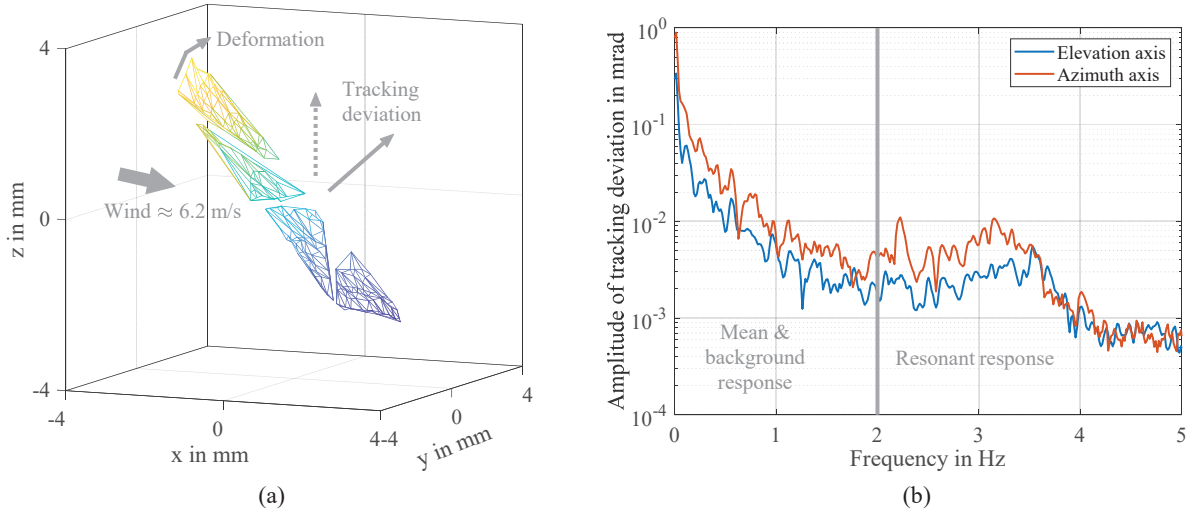 Deformation
Tracking
deviation
Wind ≈ 6.2 m/s
4
0
-4
z in mm
-4
0
4
x in mm
-4
0
4
y in mm
(a)
Elevation axis
Azimuth axis
Mean &
background
response
Resonant response
10^0
10^-1
10^-2
10^-3
10^-4
Amplitude of tracking deviation in mrad
0
1
2
3
4
5
Frequency in Hz
(b)